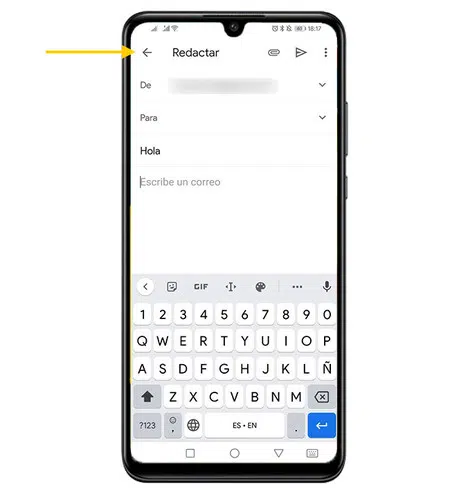 18:17
Redactar
De
Para
Hola
Escribe un correo
GIF
1 2 3 4 5 6 7 8 9 0
Q W E R T Y U I O P
A S D F G H J K L Ñ
Z X C V B N M
?123 , ES • EN .